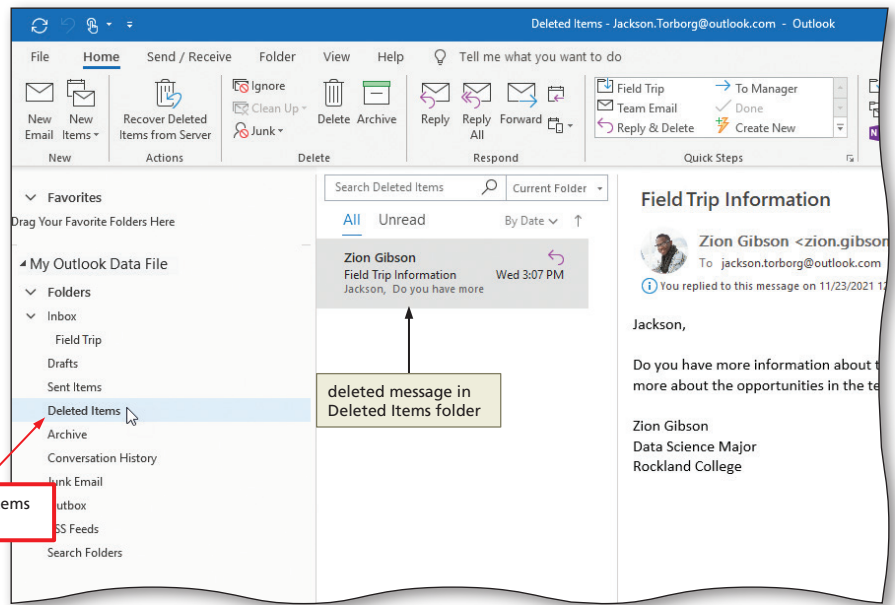 Deleted Items - Jackson.Torborg@outlook.com - Outlook
File Home Send / Receive Folder View Help Tell me what you want to do
New Email
New Items
New
Recover Deleted Items from Server
Actions
Ignore
Clean Up
Junk
Delete
Archive
Delete
Reply
Reply All
Forward
Respond
Field Trip
Team Email
Reply & Delete
To Manager
Done
Create New
Quick Steps
Favorites
Drag Your Favorite Folders Here
My Outlook Data File
Folders
Inbox
Field Trip
Drafts
Sent Items
Deleted Items
Archive
Conversation History
Junk Email
utbox
SS Feeds
Search Folders
ems
Search Deleted Items Current Folder
All Unread By Date
Zion Gibson
Field Trip Information Wed 3:07 PM
Jackson, Do you have more
deleted message in
Deleted Items folder
Field Trip Information
Zion Gibson <zion.gibson
To jackson.torborg@outlook.com
You replied to this message on 11/23/2021 12
Jackson,
Do you have more information about t
more about the opportunities in the te
Zion Gibson
Data Science Major
Rockland College